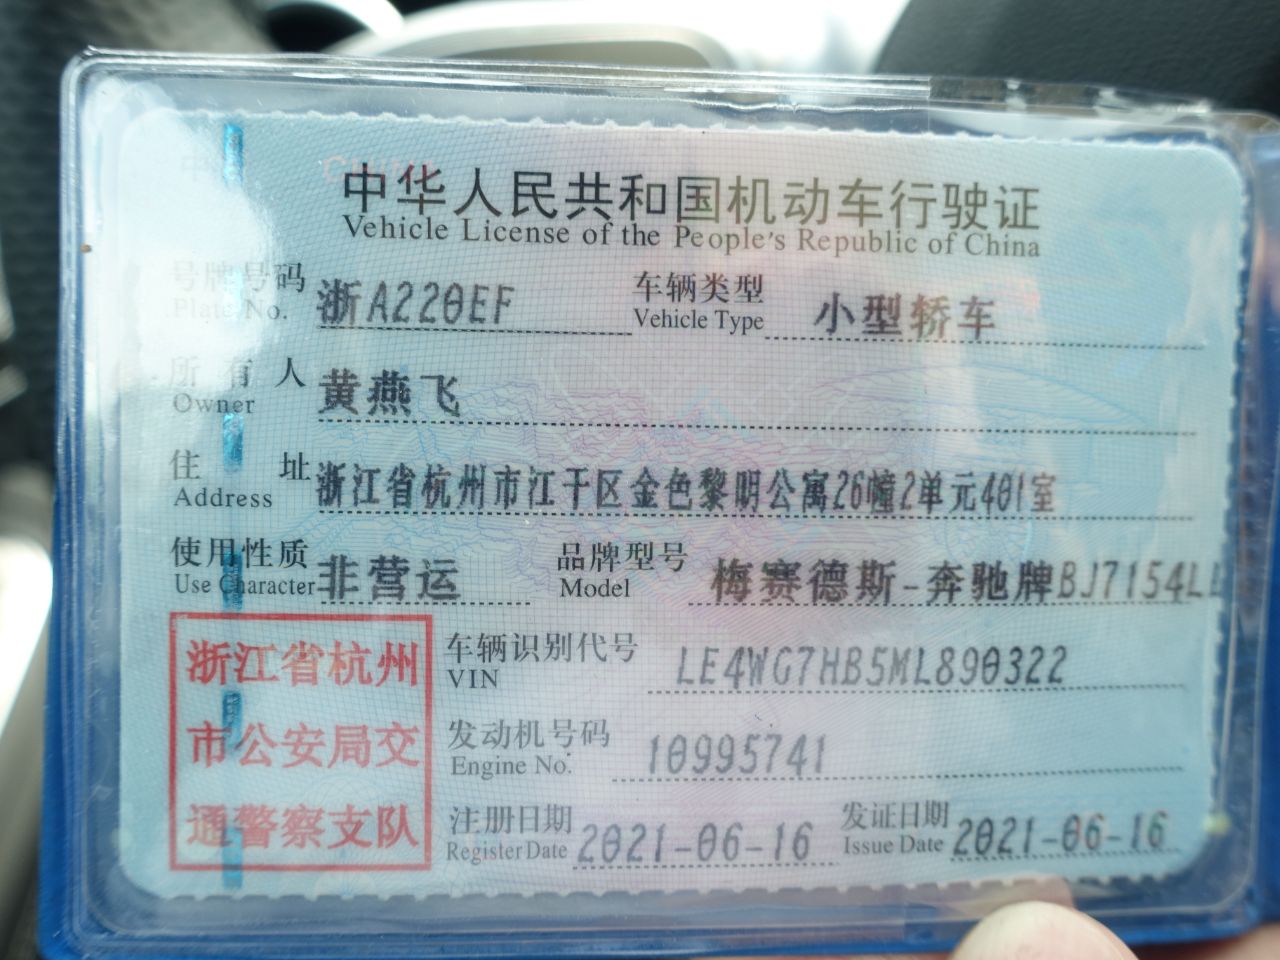 中华人民共和国机动车行驶证
Vehicle License of the People's Republic of China
号牌号码 浙A220EF 车辆类型 小型轿车
Plate No. Vehicle Type
所有人 黄燕飞
Owner
住址 浙江省杭州市江干区金色黎明公寓26幢2单元401室
Address
使用性质 非营运 品牌型号 梅赛德斯-奔驰牌BJ7154L
Use Character Model
浙江省杭州
市公安局交
通警察支队
车辆识别代号 LE4WG7HB5ML890322
VIN
发动机号码 10995741
Engine No.
注册日期 2021-06-16 发证日期 2021-06-16
Register Date Issue Date